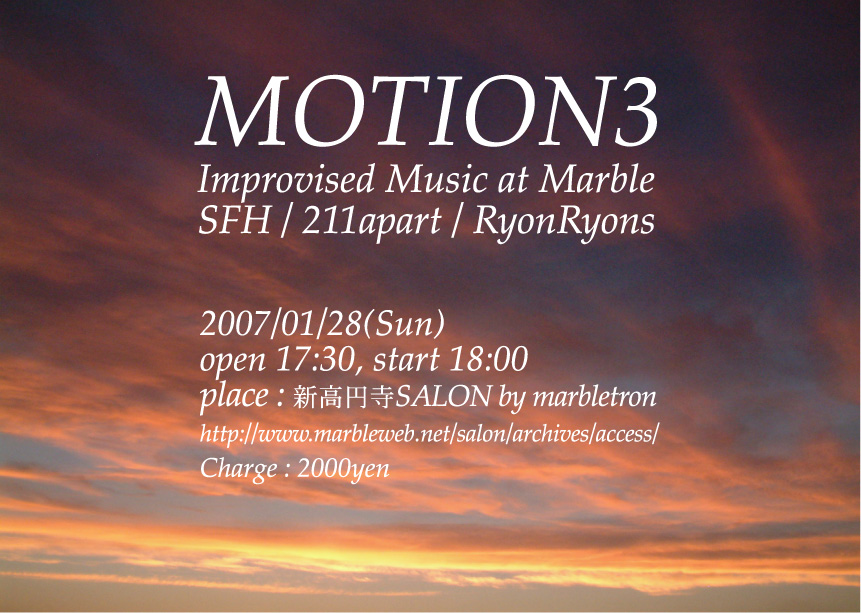 MOTION3
Improvised Music at Marble
SFH / 211apart / RyonRyons
2007/01/28(Sun)
open 17:30, start 18:00
place : 新高円寺SALON by marbletron
http://www.marbleweb.net/salon/archives/access/
Charge : 2000yen